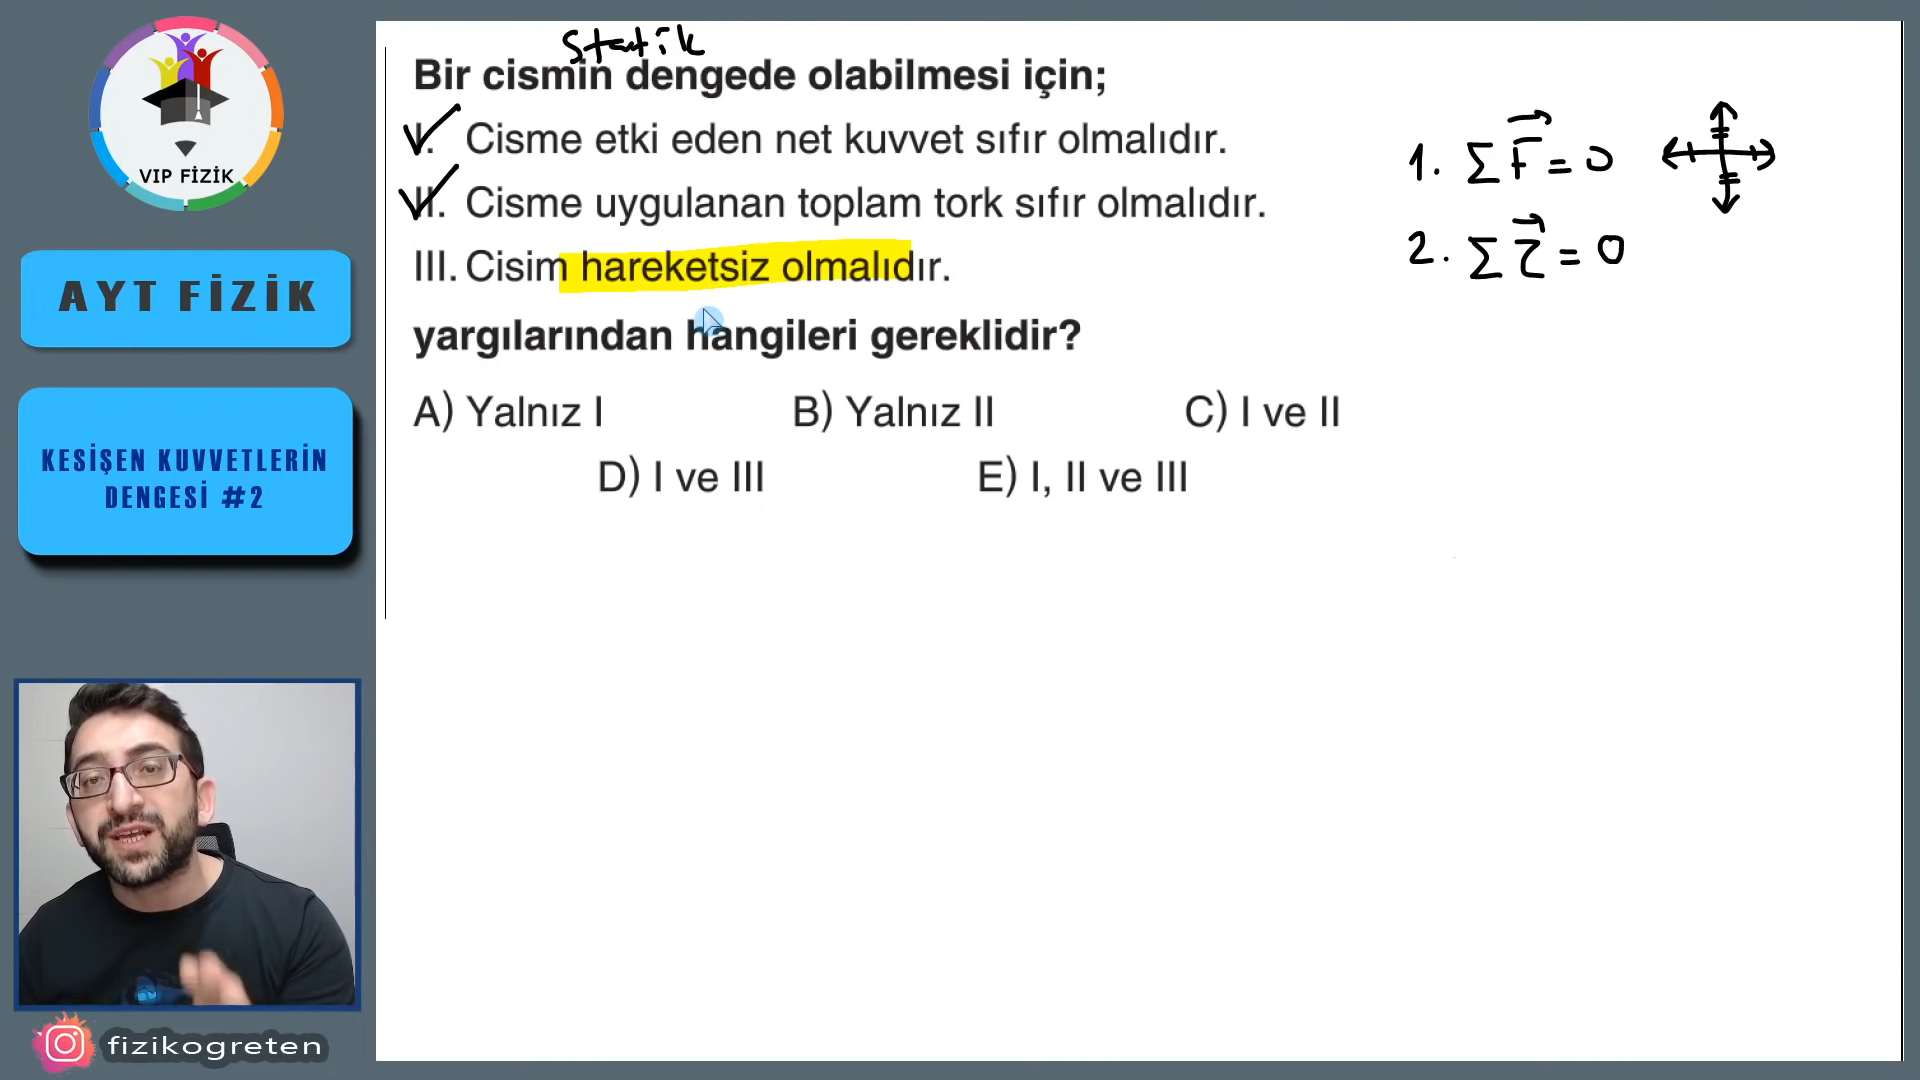 VIP FİZİK
AYT FİZİK
KESİŞEN KUVVETLERİN
DENGESİ #2
fizikogreten
Statik
Bir cismin dengede olabilmesi için;
I. Cisme etki eden net kuvvet sıfır olmalıdır.
II. Cisme uygulanan toplam tork sıfır olmalıdır.
III. Cisim hareketsiz olmalıdır.
yargılarından hangileri gereklidir?
A) Yalnız I B) Yalnız II C) I ve II
D) I ve III E) I, II ve III
1. Σ F⃗ = 0
2. Σ τ⃗ = 0